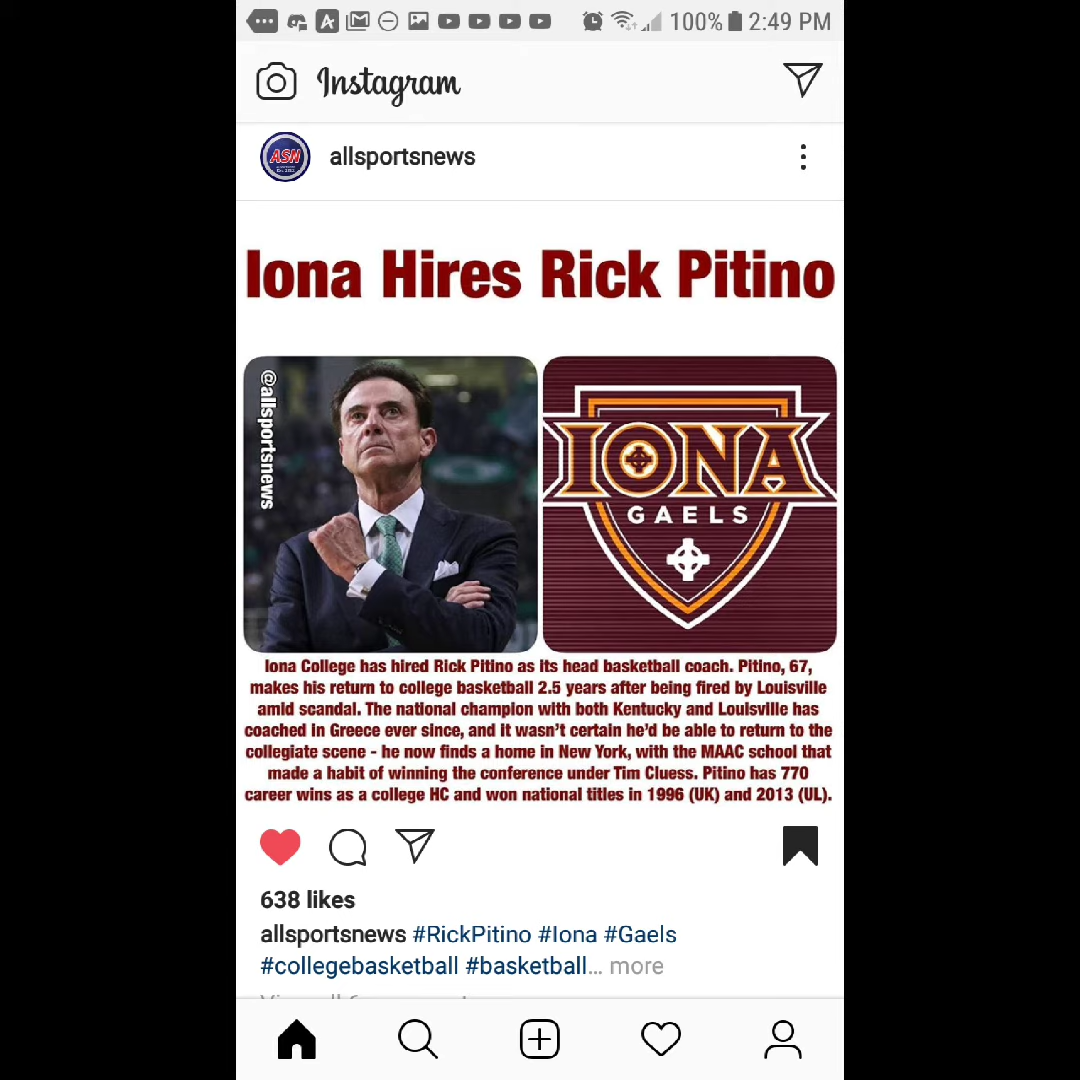 100% 2:49 PM
Instagram
ASN
allsportsnews
Iona Hires Rick Pitino
@allsportsnews
IONA
GAELS
Iona College has hired Rick Pitino as its head basketball coach. Pitino, 67,
makes his return to college basketball 2.5 years after being fired by Louisville
amid scandal. The national champion with both Kentucky and Louisville has
coached in Greece ever since, and it wasn't certain he'd be able to return to the
collegiate scene - he now finds a home in New York, with the MAAC school that
made a habit of winning the conference under Tim Cluess. Pitino has 770
career wins as a college HC and won national titles in 1996 (UK) and 2013 (UL).
638 likes
allsportsnews #RickPitino #Iona #Gaels
#collegebasketball #basketball... more